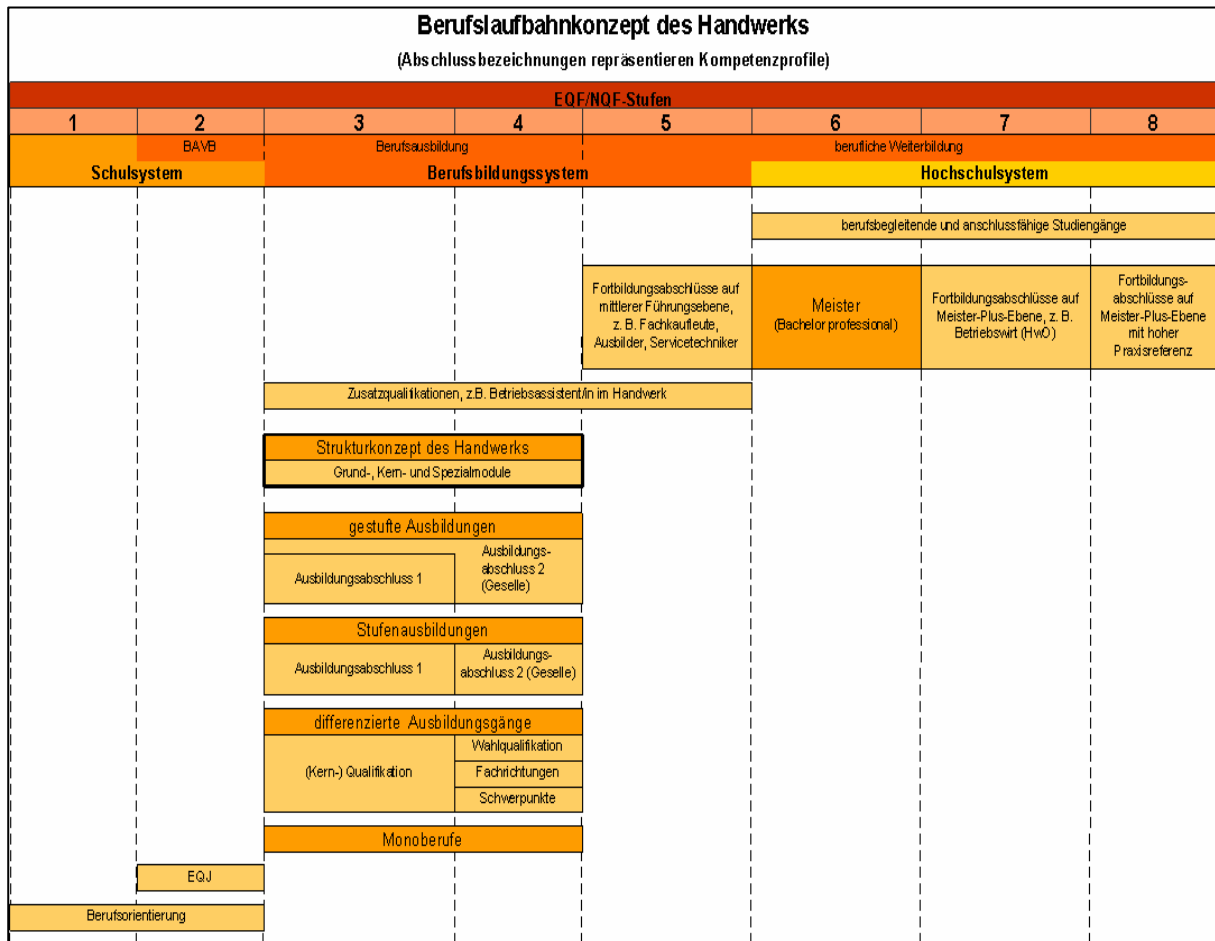 Berufslaufbahnkonzept des Handwerks
(Abschlussbezeichnungen repräsentieren Kompetenzprofile)
EQF/NQF-Stufen
1 2 3 4 5 6 7 8
BAVB Berufsausbildung berufliche Weiterbildung
Schulsystem Berufsbildungssystem Hochschulsystem
berufsbegleitende und anschlussfähige Studiengänge
Fortbildungsabschlüsse auf
mittlerer Führungsebene,
z. B. Fachkaufleute,
Ausbilder, Servicetechniker
Meister
(Bachelor professional)
Fortbildungsabschlüsse auf
Meister-Plus-Ebene, z. B.
Betriebswirt (HwO)
Fortbildungs-
abschlüsse auf
Meister-Plus-Ebene
mit hoher
Praxisreferenz
Zusatzqualifikationen, z.B. Betriebsassistent/in im Handwerk
Strukturkonzept des Handwerks
Grund-, Kern- und Spezialmodule
gestufte Ausbildungen
Ausbildungsabschluss 1
Ausbildungs-
abschluss 2
(Geselle)
Stufenausbildungen
Ausbildungsabschluss 1
Ausbildungs-
abschluss 2 (Geselle)
differenzierte Ausbildungsgänge
(Kern-) Qualifikation
Wahlqualifikation
Fachrichtungen
Schwerpunkte
Monoberufe
EQJ
Berufsorientierung